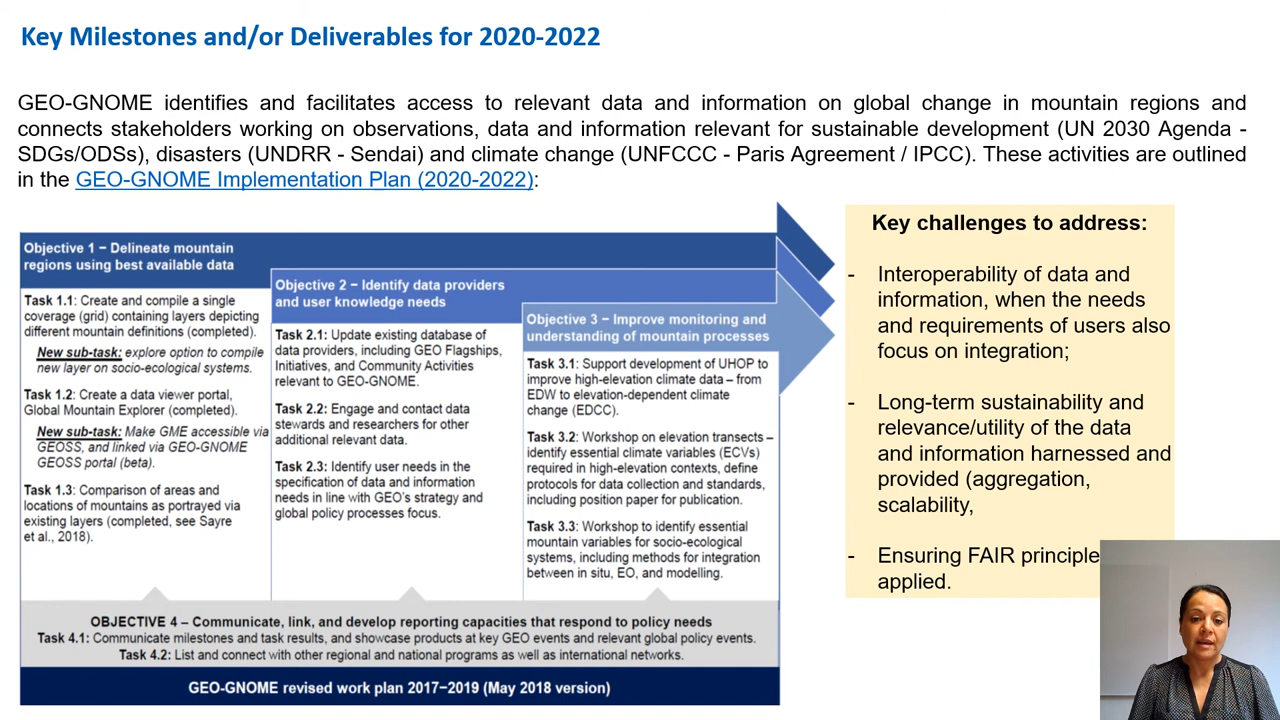 Key Milestones and/or Deliverables for 2020-2022
GEO-GNOME identifies and facilitates access to relevant data and information on global change in mountain regions and
connects stakeholders working on observations, data and information relevant for sustainable development (UN 2030 Agenda -
SDGs/ODSs), disasters (UNDRR - Sendai) and climate change (UNFCCC - Paris Agreement / IPCC). These activities are outlined
in the GEO-GNOME Implementation Plan (2020-2022):
Objective 1 – Delineate mountain
regions using best available data
Task 1.1: Create and compile a single
coverage (grid) containing layers depicting
different mountain definitions (completed).
New sub-task: explore option to compile
new layer on socio-ecological systems.
Task 1.2: Create a data viewer portal,
Global Mountain Explorer (completed).
New sub-task: Make GME accessible via
GEOSS, and linked via GEO-GNOME
GEOSS portal (beta).
Task 1.3: Comparison of areas and
locations of mountains as portrayed via
existing layers (completed, see Sayre
et al., 2018).
Objective 2 – Identify data providers
and user knowledge needs
Task 2.1: Update existing database of
data providers, including GEO Flagships,
Initiatives, and Community Activities
relevant to GEO-GNOME.
Task 2.2: Engage and contact data
stewards and researchers for other
additional relevant data.
Task 2.3: Identify user needs in the
specification of data and information
needs in line with GEO's strategy and
global policy processes focus.
Objective 3 – Improve monitoring and
understanding of mountain processes
Task 3.1: Support development of UHOP to
improve high-elevation climate data – from
EDW to elevation-dependent climate
change (EDCC).
Task 3.2: Workshop on elevation transects –
identify essential climate variables (ECVs)
required in high-elevation contexts, define
protocols for data collection and standards,
including position paper for publication.
Task 3.3: Workshop to identify essential
mountain variables for socio-ecological
systems, including methods for integration
between in situ, EO, and modelling.
OBJECTIVE 4 – Communicate, link, and develop reporting capacities that respond to policy needs
Task 4.1: Communicate milestones and task results, and showcase products at key GEO events and relevant global policy events.
Task 4.2: List and connect with other regional and national programs as well as international networks.
GEO-GNOME revised work plan 2017–2019 (May 2018 version)
Key challenges to address:
- Interoperability of data and
information, when the needs
and requirements of users also
focus on integration;
- Long-term sustainability and
relevance/utility of the data
and information harnessed and
provided (aggregation,
scalability,
- Ensuring FAIR principle
applied.